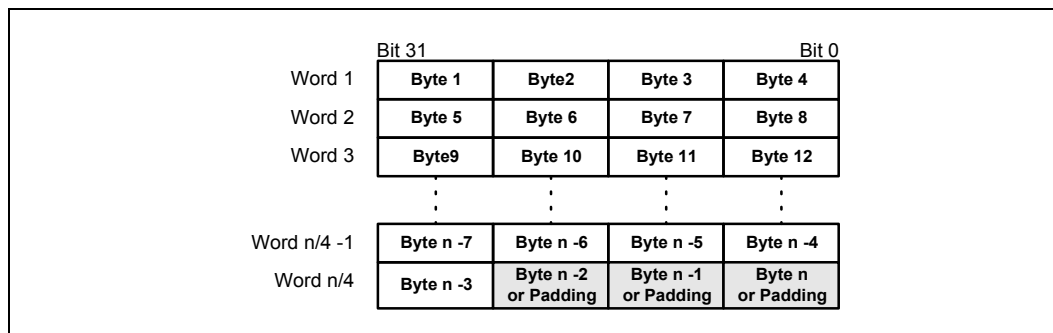 Bit 31 Bit 0
Word 1 Byte 1 Byte2 Byte 3 Byte 4
Word 2 Byte 5 Byte 6 Byte 7 Byte 8
Word 3 Byte9 Byte 10 Byte 11 Byte 12
Word n/4 -1 Byte n -7 Byte n -6 Byte n -5 Byte n -4
Word n/4 Byte n -3 Byte n -2 or Padding Byte n -1 or Padding Byte n or Padding